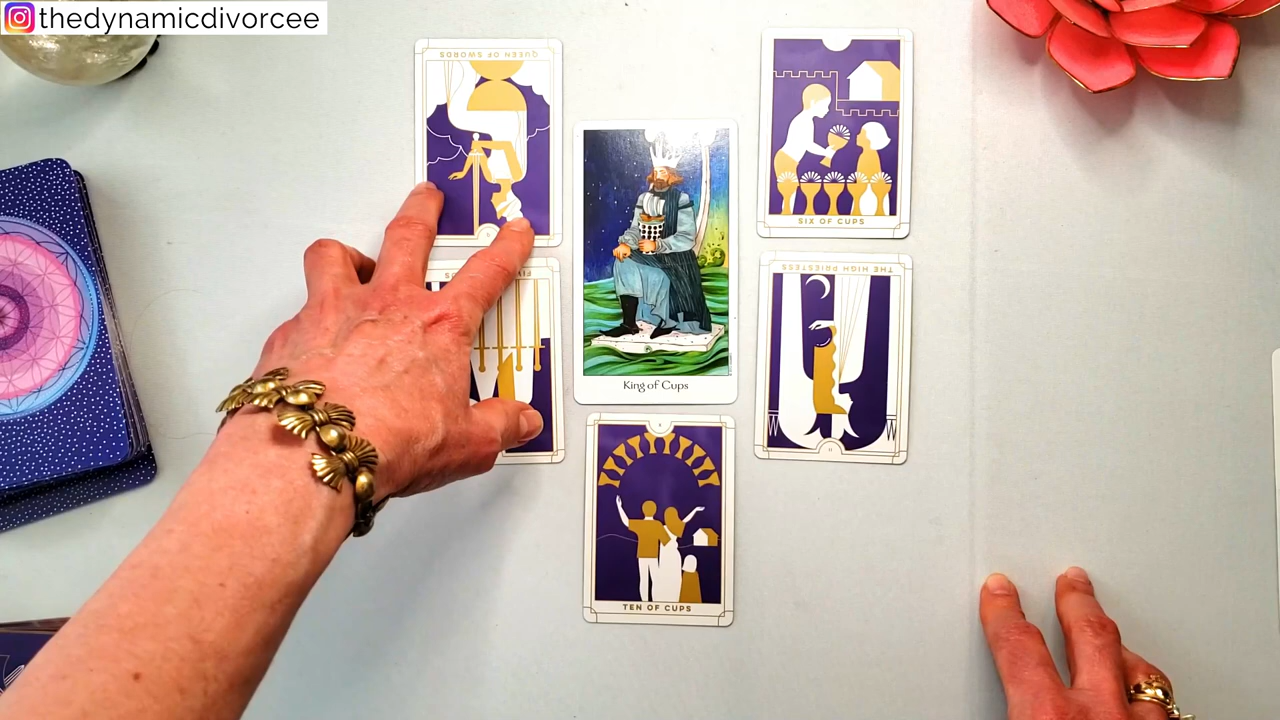 thedynamicdivorcee
QUEEN OF SWORDS
SIX OF CUPS
King of Cups
THE HIGH PRIESTESS
TEN OF CUPS